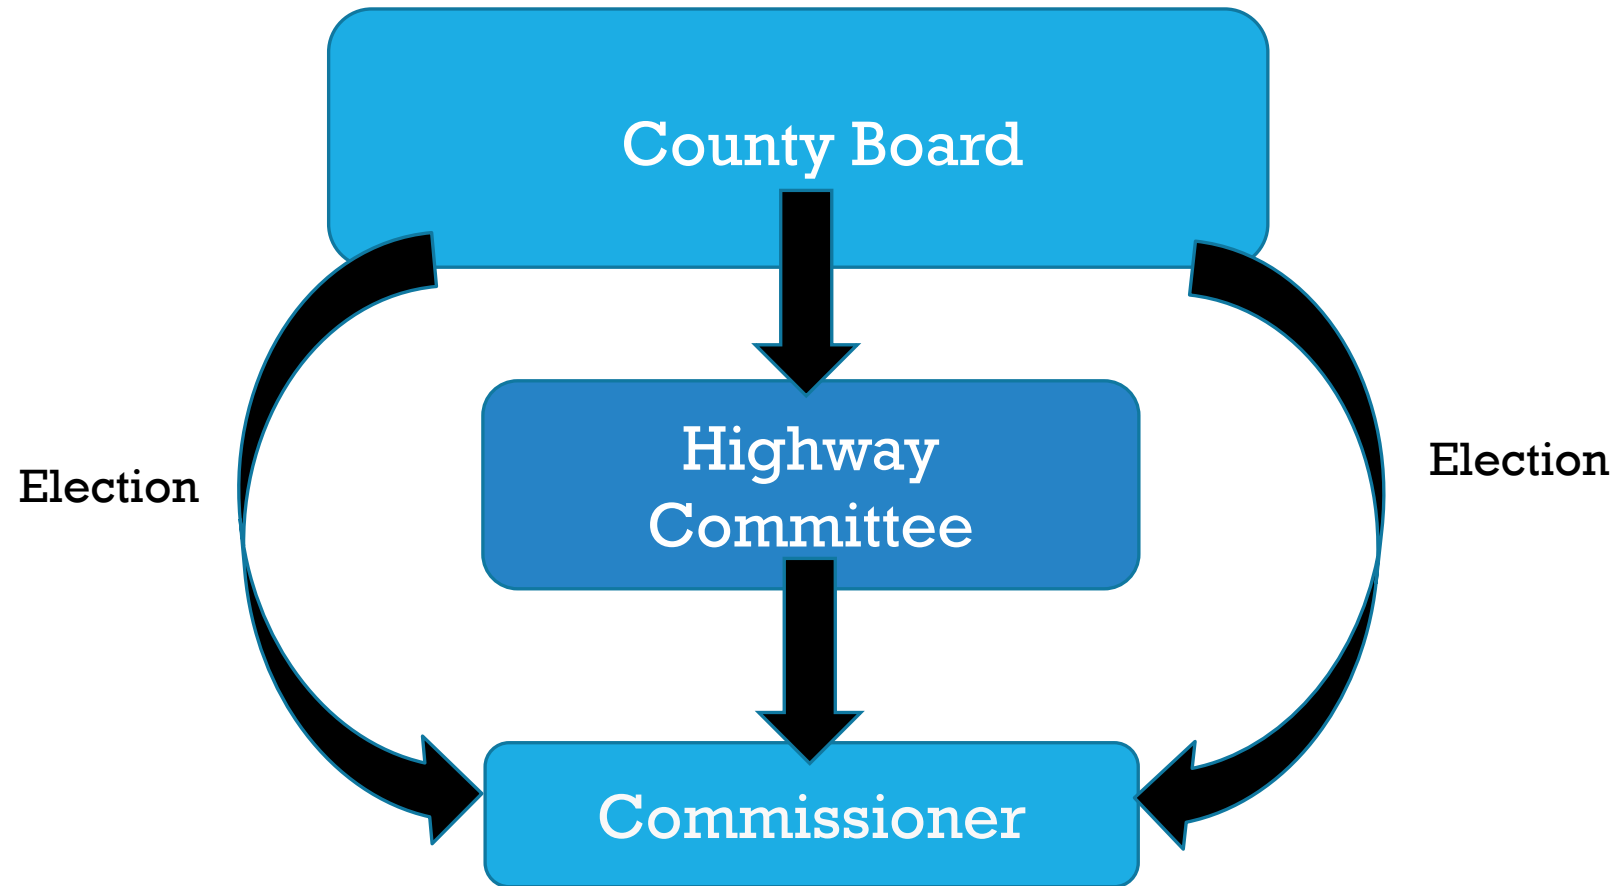 County Board
Highway
Committee
Election
Election
Commissioner